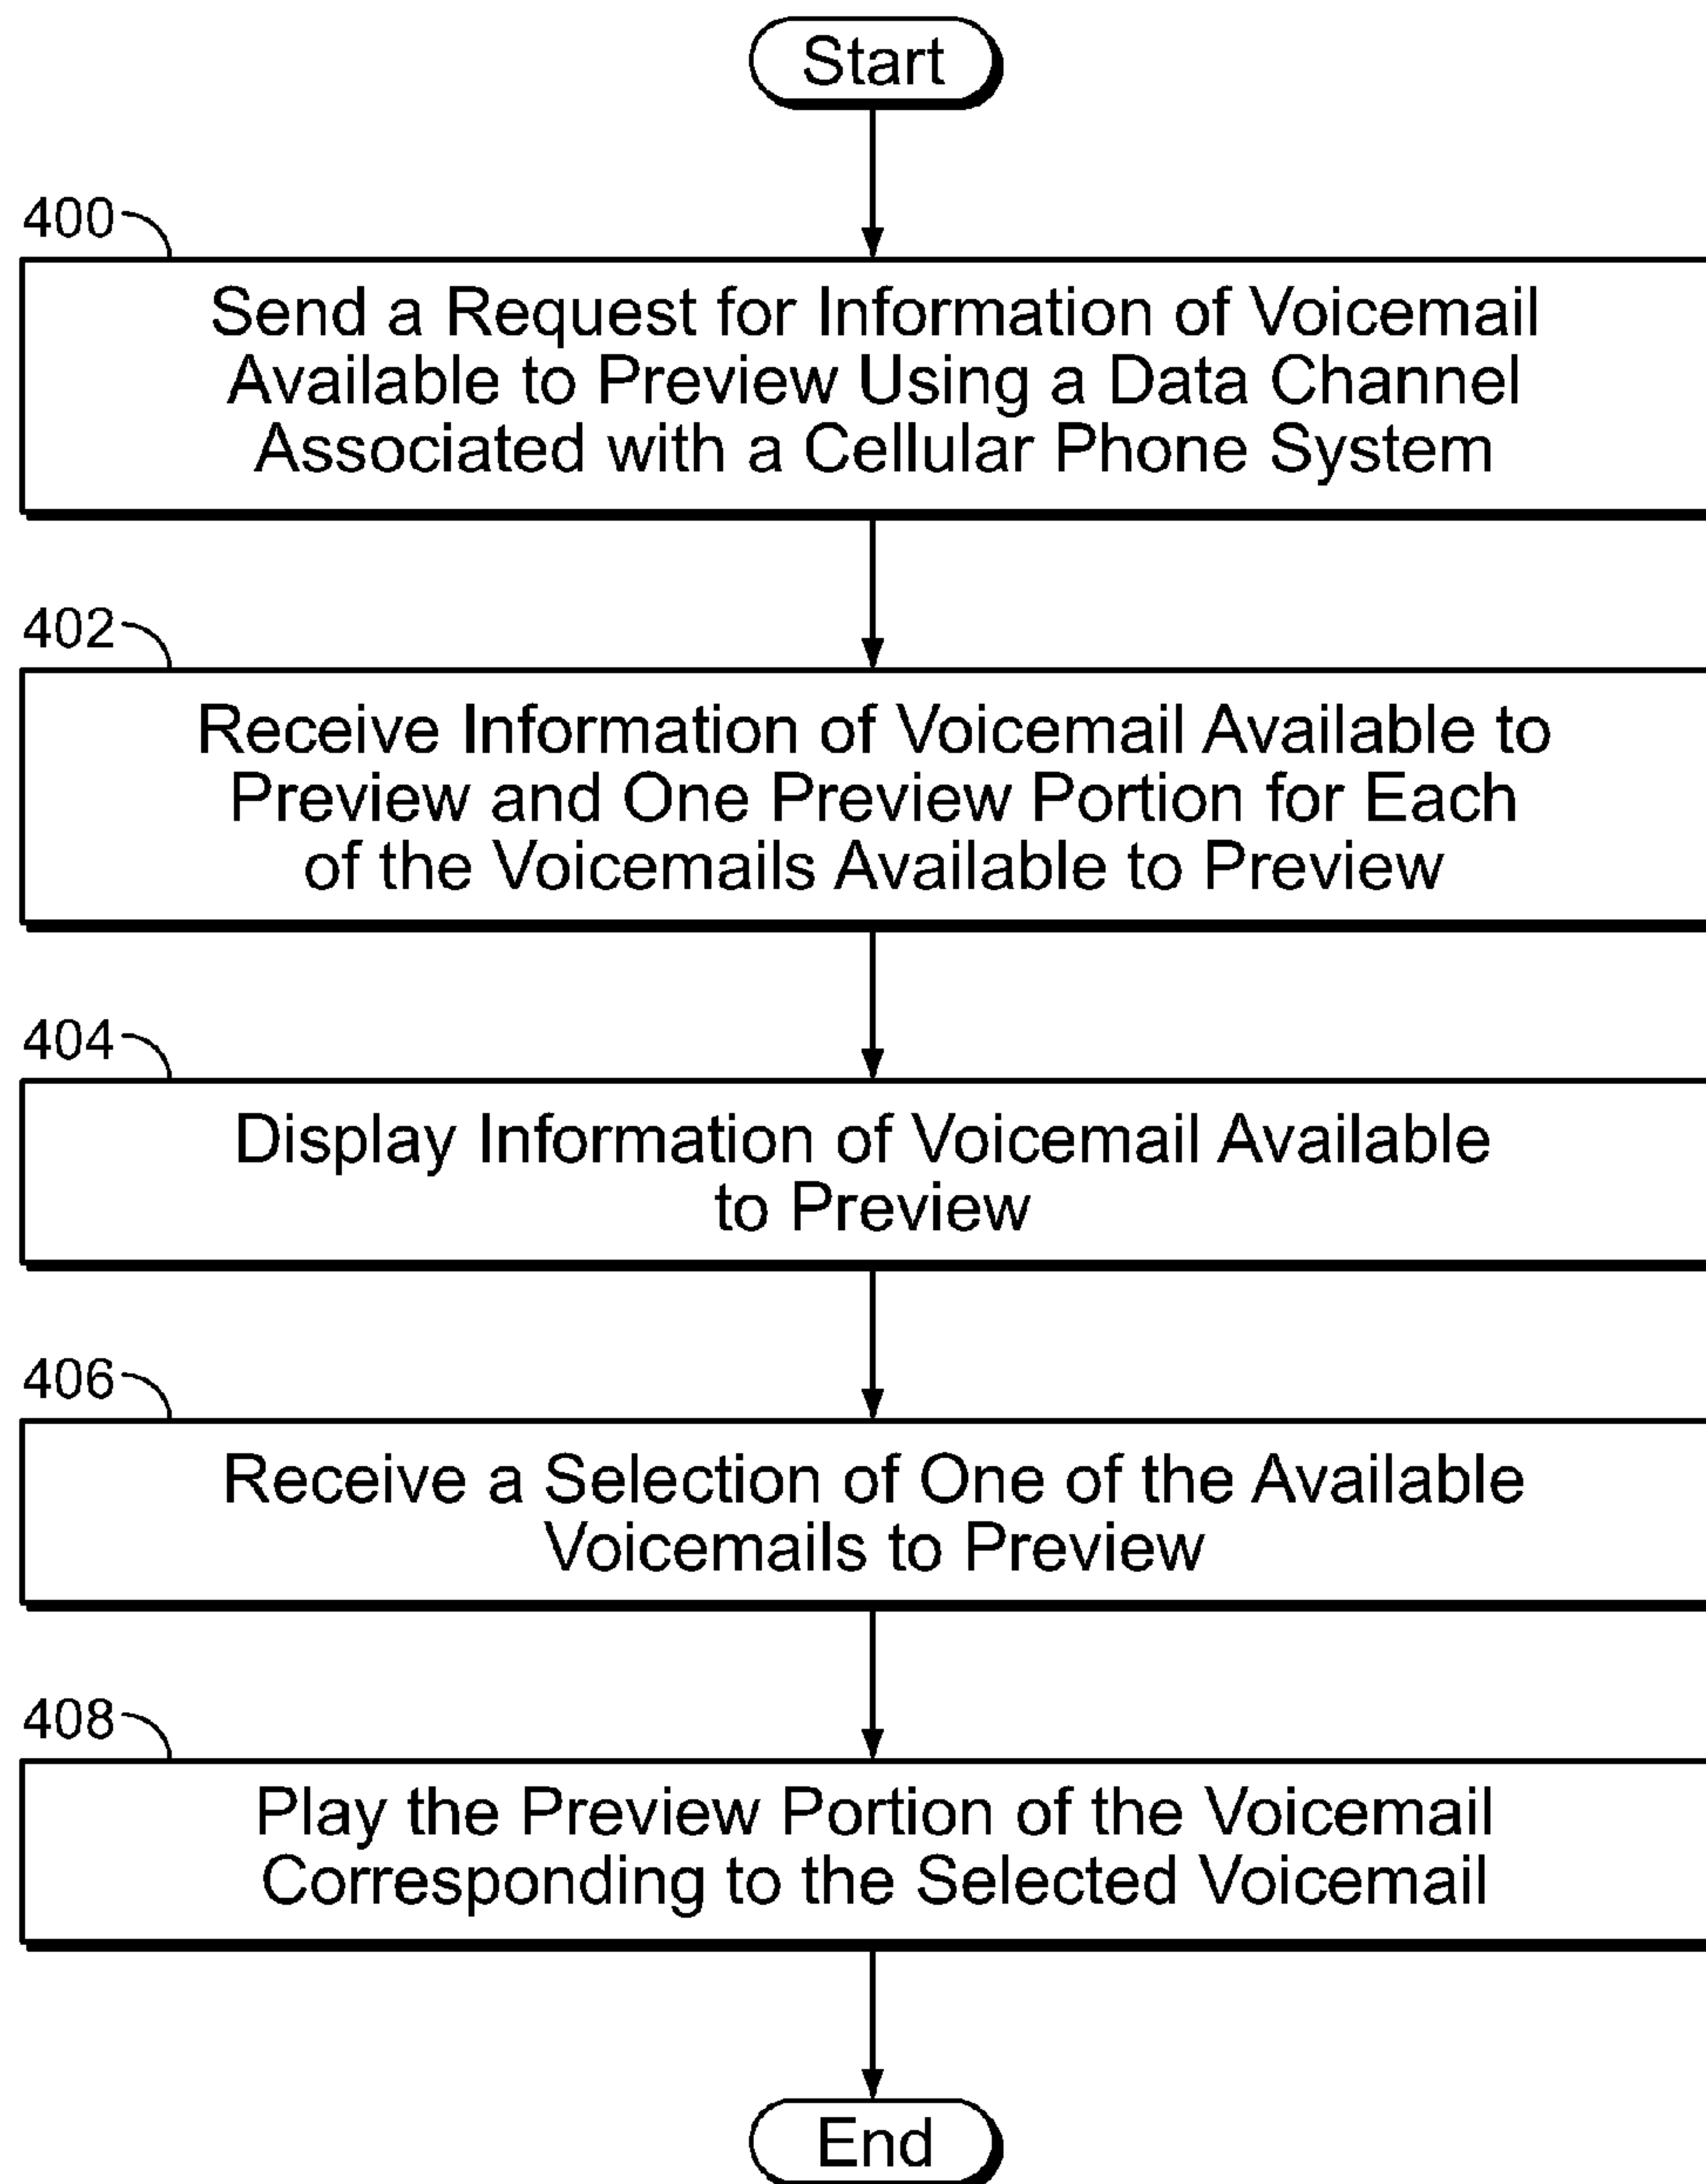 Start
400
Send a Request for Information of Voicemail
Available to Preview Using a Data Channel
Associated with a Cellular Phone System
402
Receive Information of Voicemail Available to
Preview and One Preview Portion for Each
of the Voicemails Available to Preview
404
Display Information of Voicemail Available
to Preview
406
Receive a Selection of One of the Available
Voicemails to Preview
408
Play the Preview Portion of the Voicemail
Corresponding to the Selected Voicemail
End